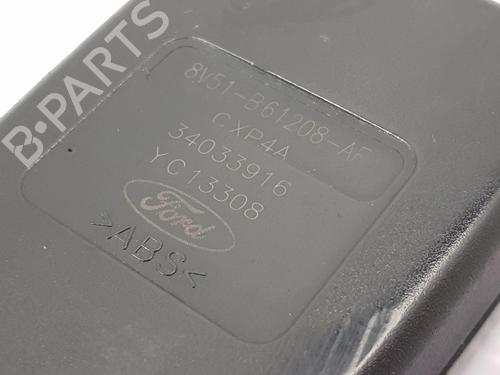 B-PARTS
8V51-B61208-AE
CXP4A
34033916
YC13308
Ford
>ABS<